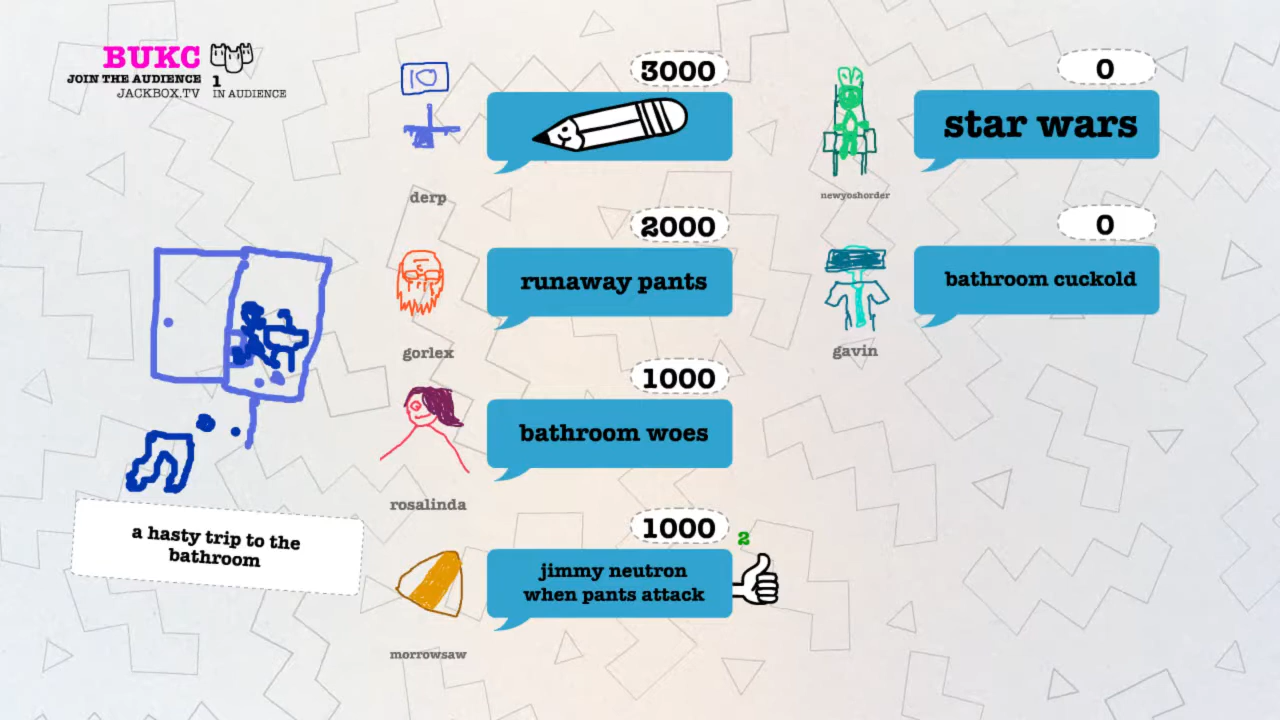 BUKC
JOIN THE AUDIENCE
JACKBOX.TV
1
IN AUDIENCE
a hasty trip to the
bathroom
3000
derp
2000
runaway pants
gorlex
1000
bathroom woes
rosalinda
1000
2
jimmy neutron
when pants attack
morrowsaw
0
star wars
newyoshorder
0
bathroom cuckold
gavin